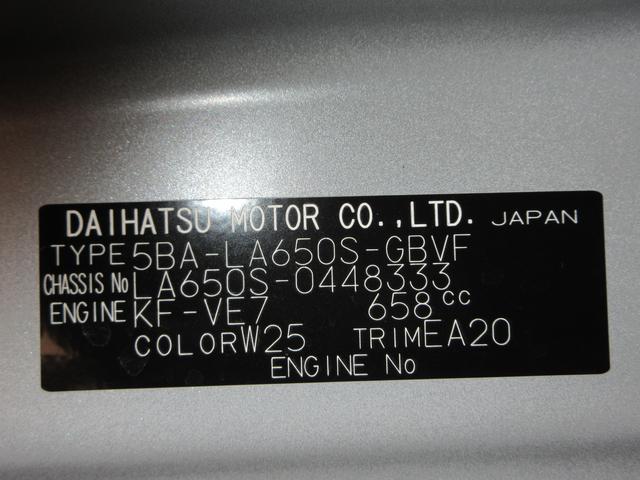 DAIHATSU MOTOR CO.,LTD. JAPAN
TYPE 5BA-LA650S-GBVF
CHASSIS No LA650S-0448333
ENGINE KF-VE7 658cc
COLOR W25 TRIM EA20
ENGINE No